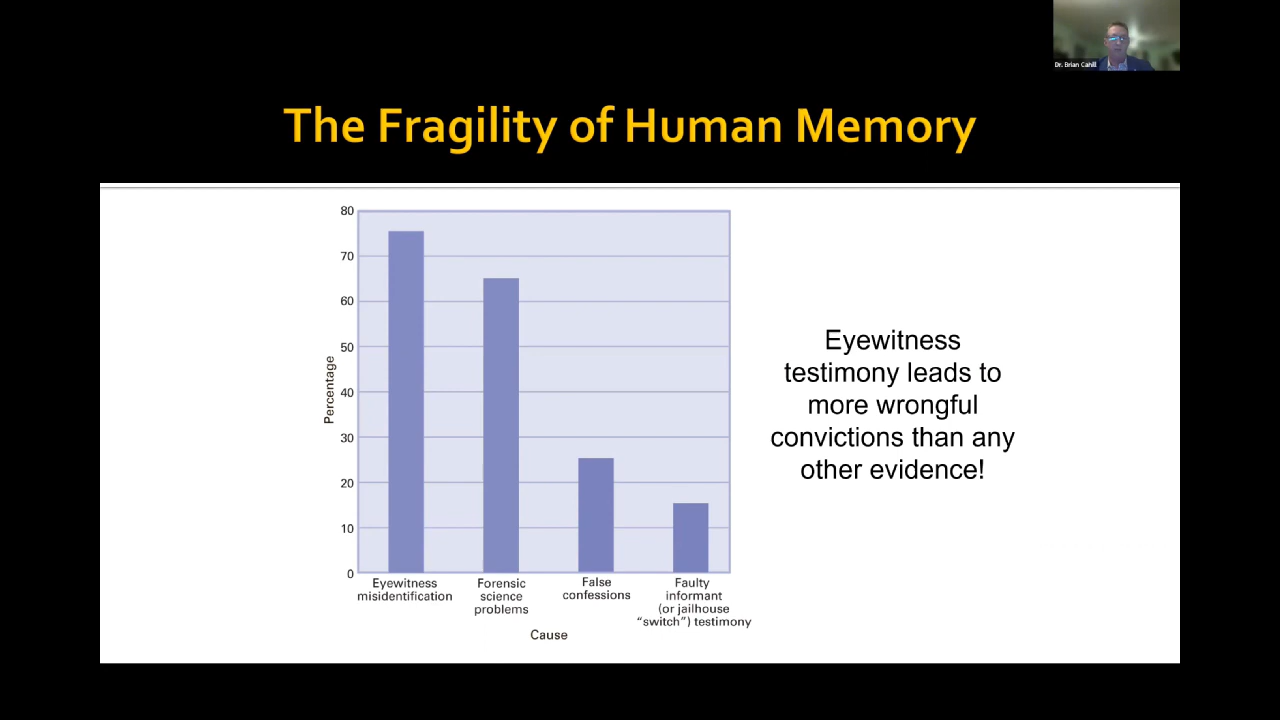 Dr. Brian Cahill
The Fragility of Human Memory
80
70
60
50
40
30
20
10
0
Percentage
Eyewitness
misidentification
Forensic
science
problems
False
confessions
Faulty
informant
(or jailhouse
“switch”) testimony
Cause
Eyewitness
testimony leads to
more wrongful
convictions than any
other evidence!